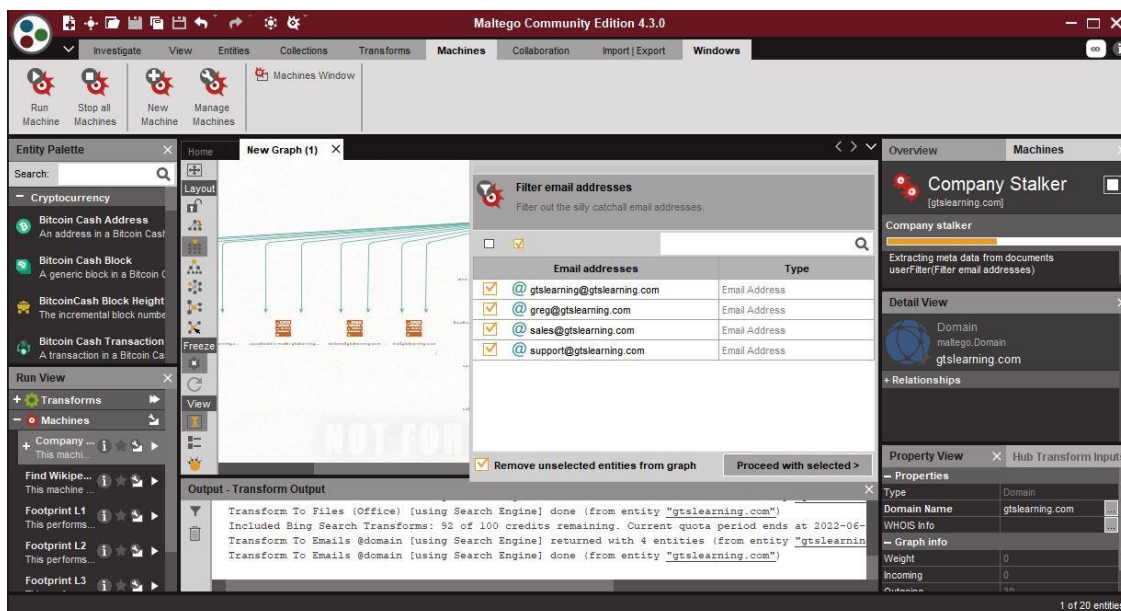 Maltego Community Edition 4.3.0
Investigate View Entities Collections Transforms Machines Collaboration Import | Export Windows
Run Machine
Stop all Machines
New Machine
Manage Machines
Machines Window
Entity Palette
Search:
Cryptocurrency
Bitcoin Cash Address
An address in a Bitcoin Cash
Bitcoin Cash Block
A generic block in a Bitcoin C
BitcoinCash Block Height
The incremental block numbe
Bitcoin Cash Transaction
A transaction in a Bitcoin Ca
Run View
Transforms
Machines
Company ...
This machi...
Find Wikipe...
This machine ...
Footprint L1
This performs...
Footprint L2
This performs...
Footprint L3
Home New Graph (1)
Layout
Freeze
View
NOT FOR
Filter email addresses
Filter out the silly catchall email addresses.
Email addresses Type
gtslearning@gtslearning.com Email Address
greg@gtslearning.com Email Address
sales@gtslearning.com Email Address
support@gtslearning.com Email Address
Remove unselected entities from graph Proceed with selected >
Output - Transform Output
Transform To Files (Office) [using Search Engine] done (from entity "gtslearning.com")
Included Bing Search Transforms: 92 of 100 credits remaining. Current quota period ends at 2022-06-
Transform To Emails @domain [using Search Engine] returned with 4 entities (from entity "gtslearnin
Transform To Emails @domain [using Search Engine] done (from entity "gtslearning.com")
Overview Machines
Company Stalker
[gtslearning.com]
Company stalker
Extracting meta data from documents
userFilter(Filter email addresses)
Detail View
Domain
maltego.Domain
gtslearning.com
+ Relationships
Property View Hub Transform Inputs
Properties
Type Domain
Domain Name gtslearning.com
WHOIS Info
Graph info
Weight 0
Incoming 0
Outgoing 20
1 of 20 entities